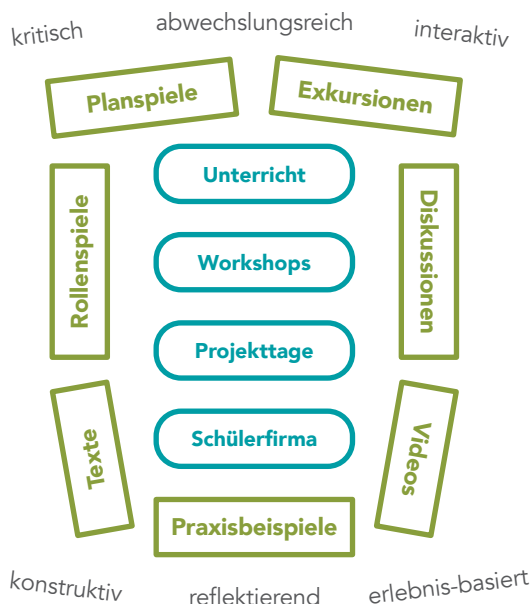 kritisch
abwechslungsreich
interaktiv
Planspiele
Exkursionen
Unterricht
Rollenspiele
Workshops
Diskussionen
Projekttage
Texte
Schülerfirma
Videos
Praxisbeispiele
konstruktiv
reflektierend
erlebnis-basiert